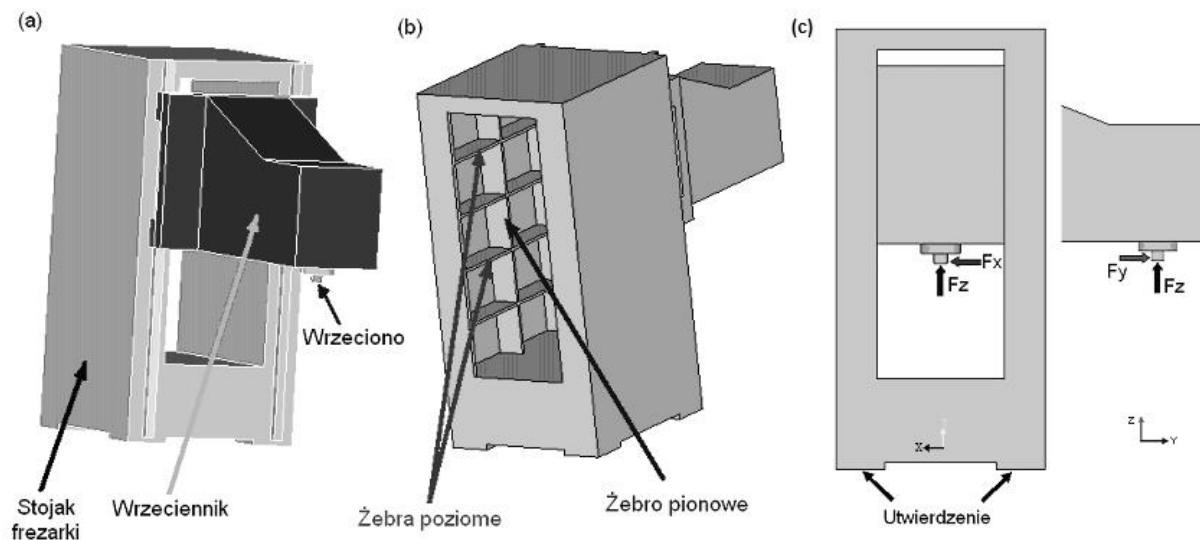 (a)
Wrzeciono
Stojak
frezarki
Wrzeciennik
(b)
Żebra poziome
Żebro pionowe
(c)
Fx
Fz
Fy
Fz
X
Z
Y
Utwierdzenie